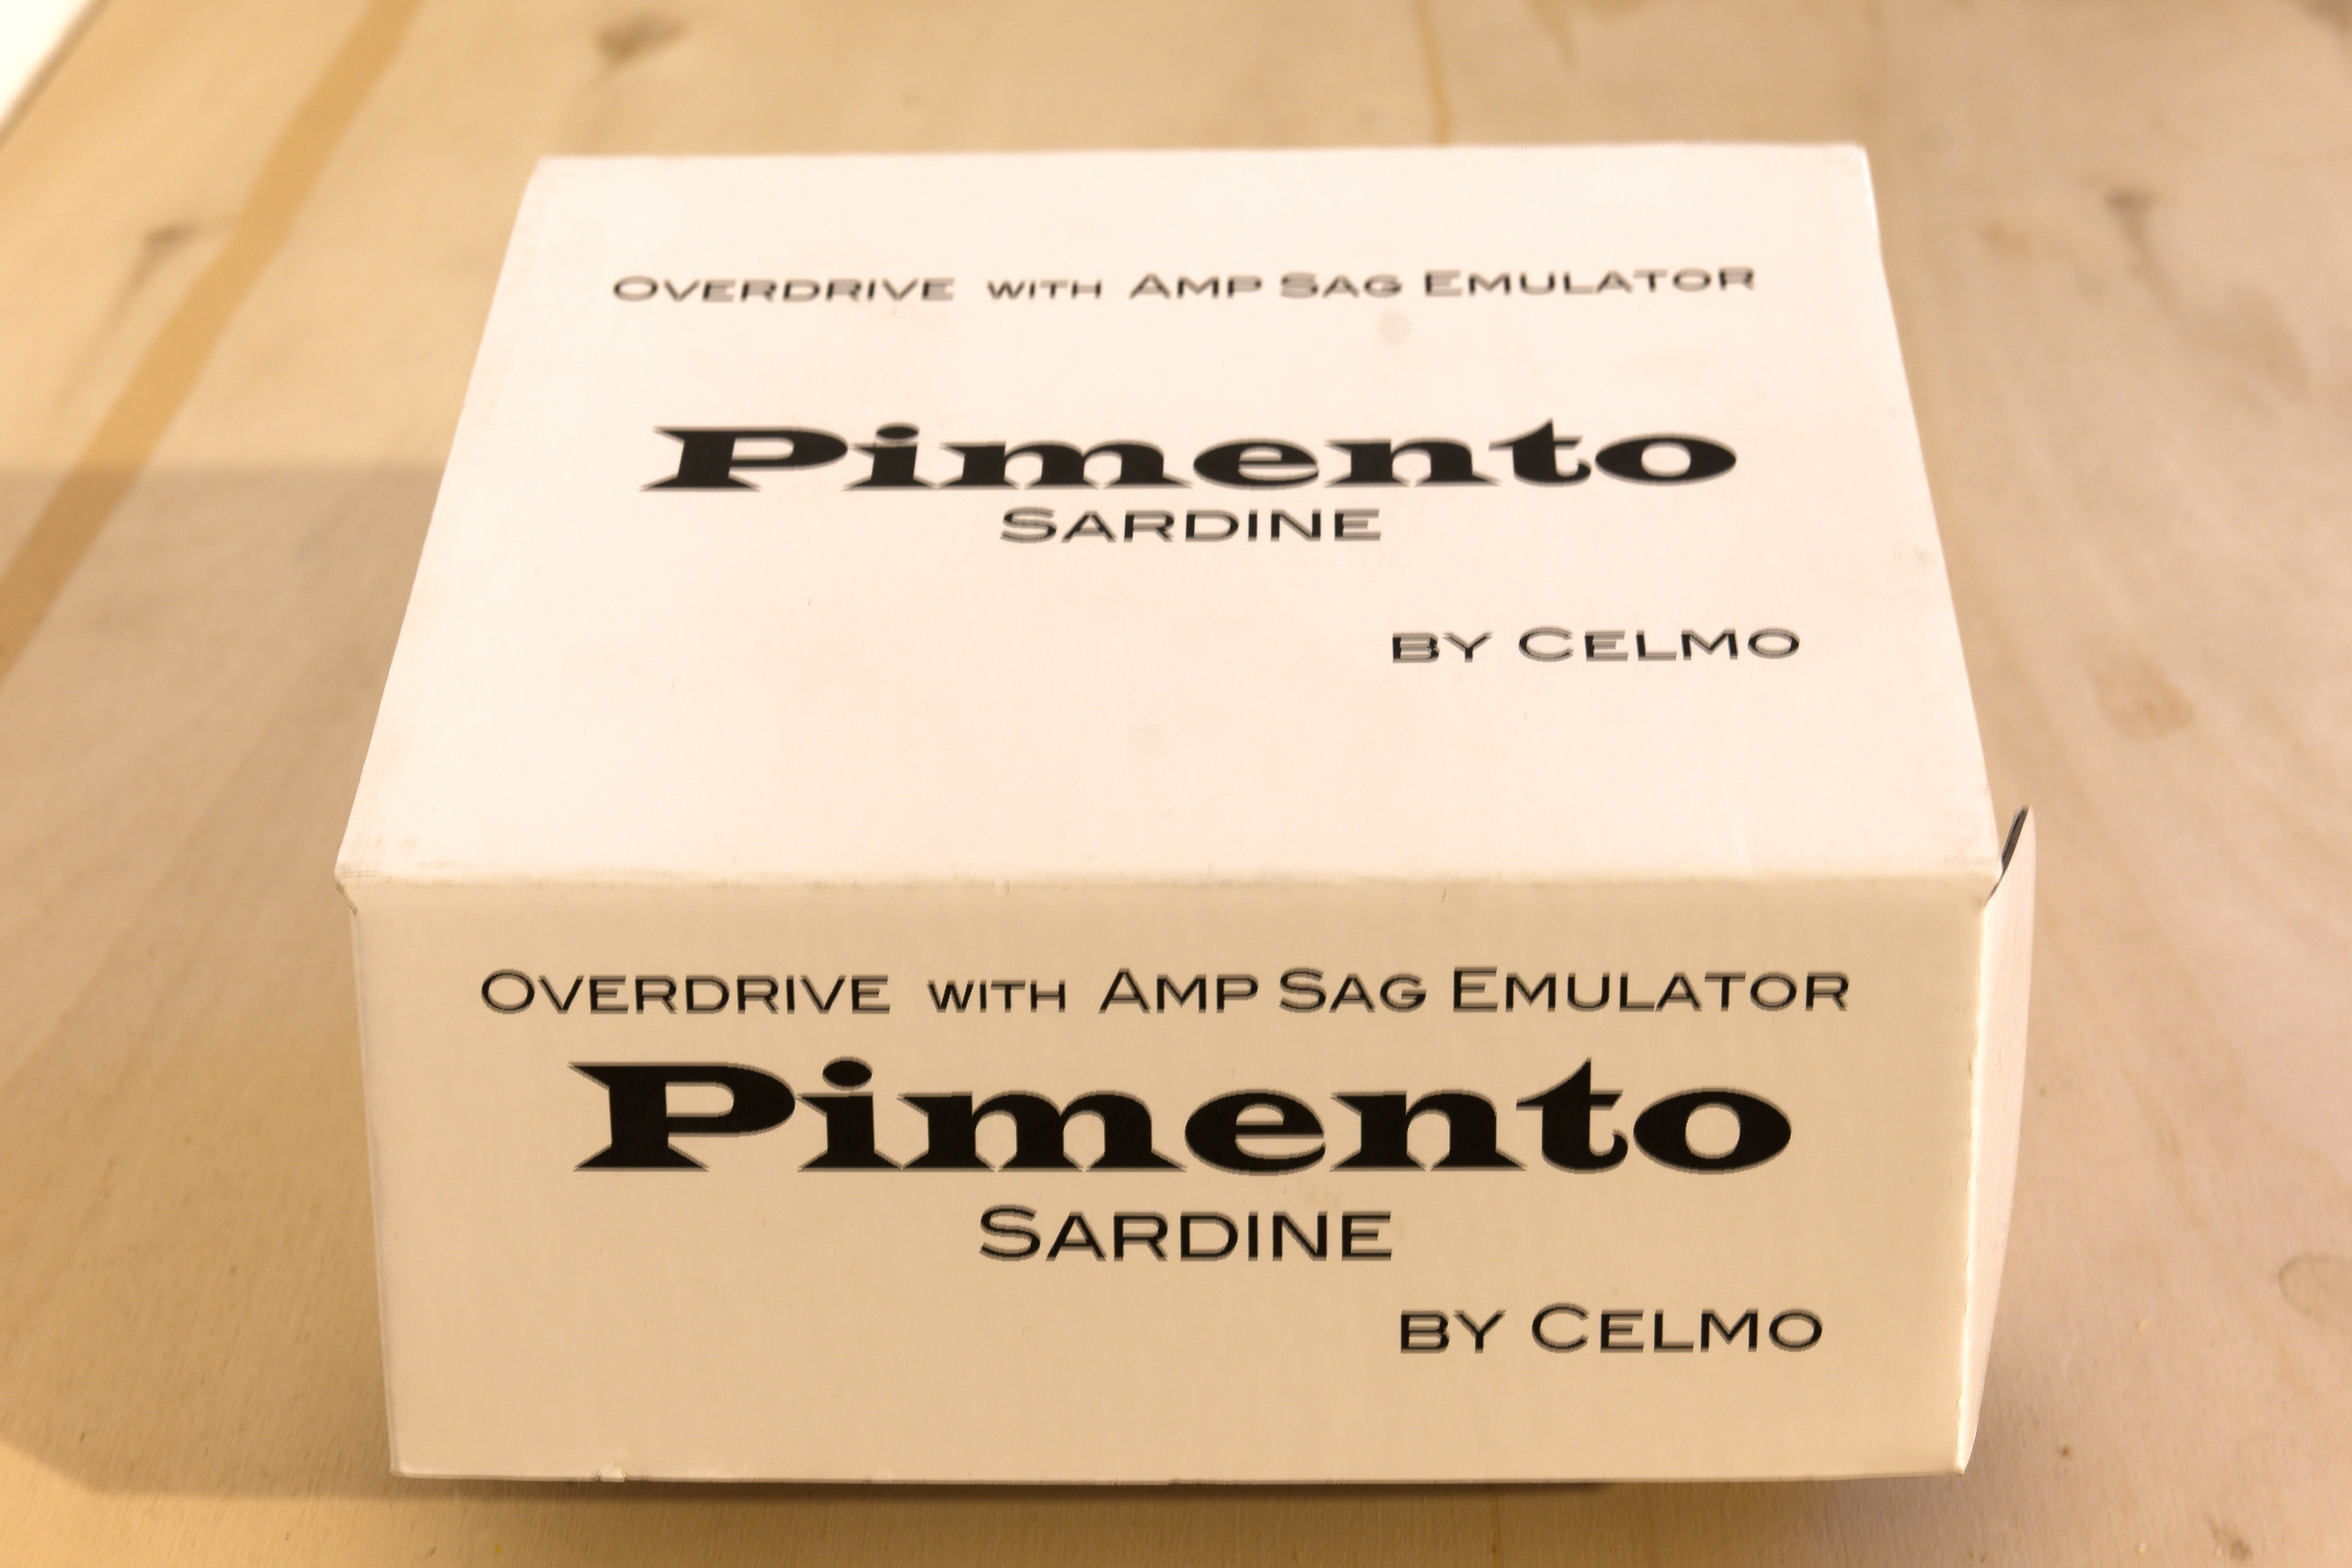 Overdrive with Amp Sag Emulator
Pimento
Sardine
by Celmo
Overdrive with Amp Sag Emulator
Pimento
Sardine
by Celmo